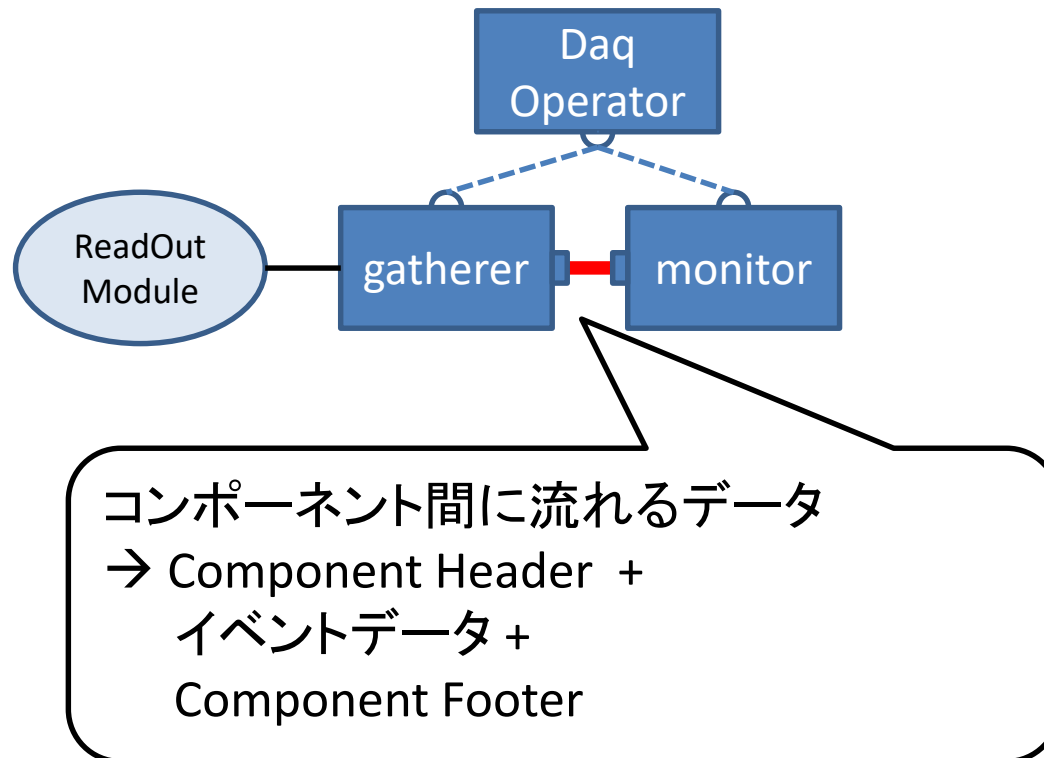 Daq
Operator
ReadOut
Module
gatherer
monitor
コンポーネント間に流れるデータ
→ Component Header +
イベントデータ +
Component Footer